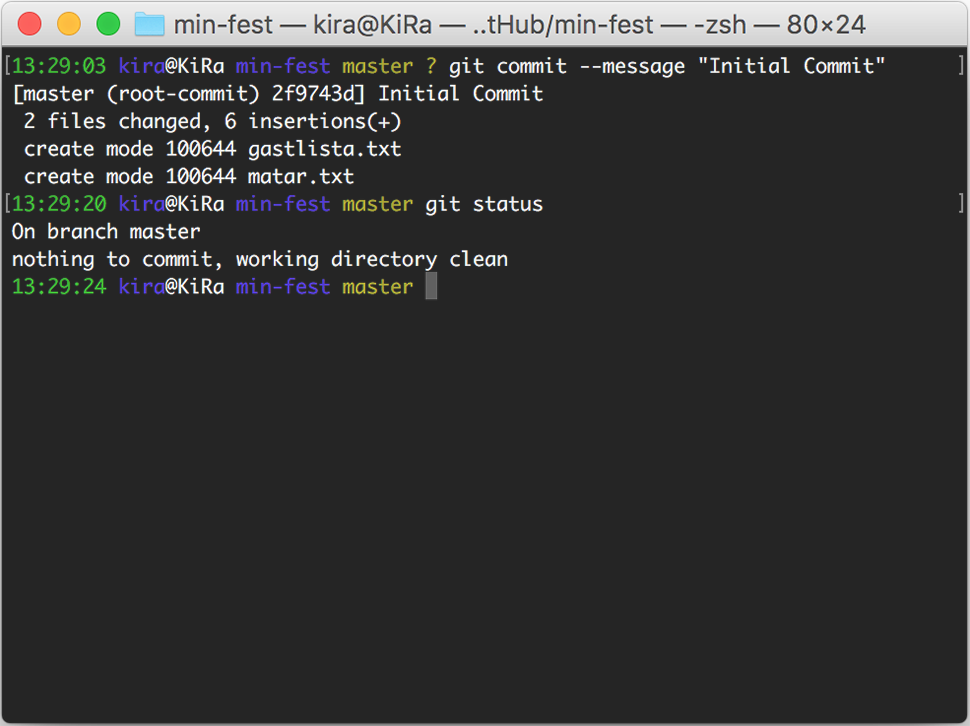 min-fest — kira@KiRa — ..tHub/min-fest — -zsh — 80×24
[13:29:03 kira@KiRa min-fest master ? git commit --message "Initial Commit" ]
[master (root-commit) 2f9743d] Initial Commit
 2 files changed, 6 insertions(+)
 create mode 100644 gastlista.txt
 create mode 100644 matar.txt
[13:29:20 kira@KiRa min-fest master git status ]
On branch master
nothing to commit, working directory clean
13:29:24 kira@KiRa min-fest master